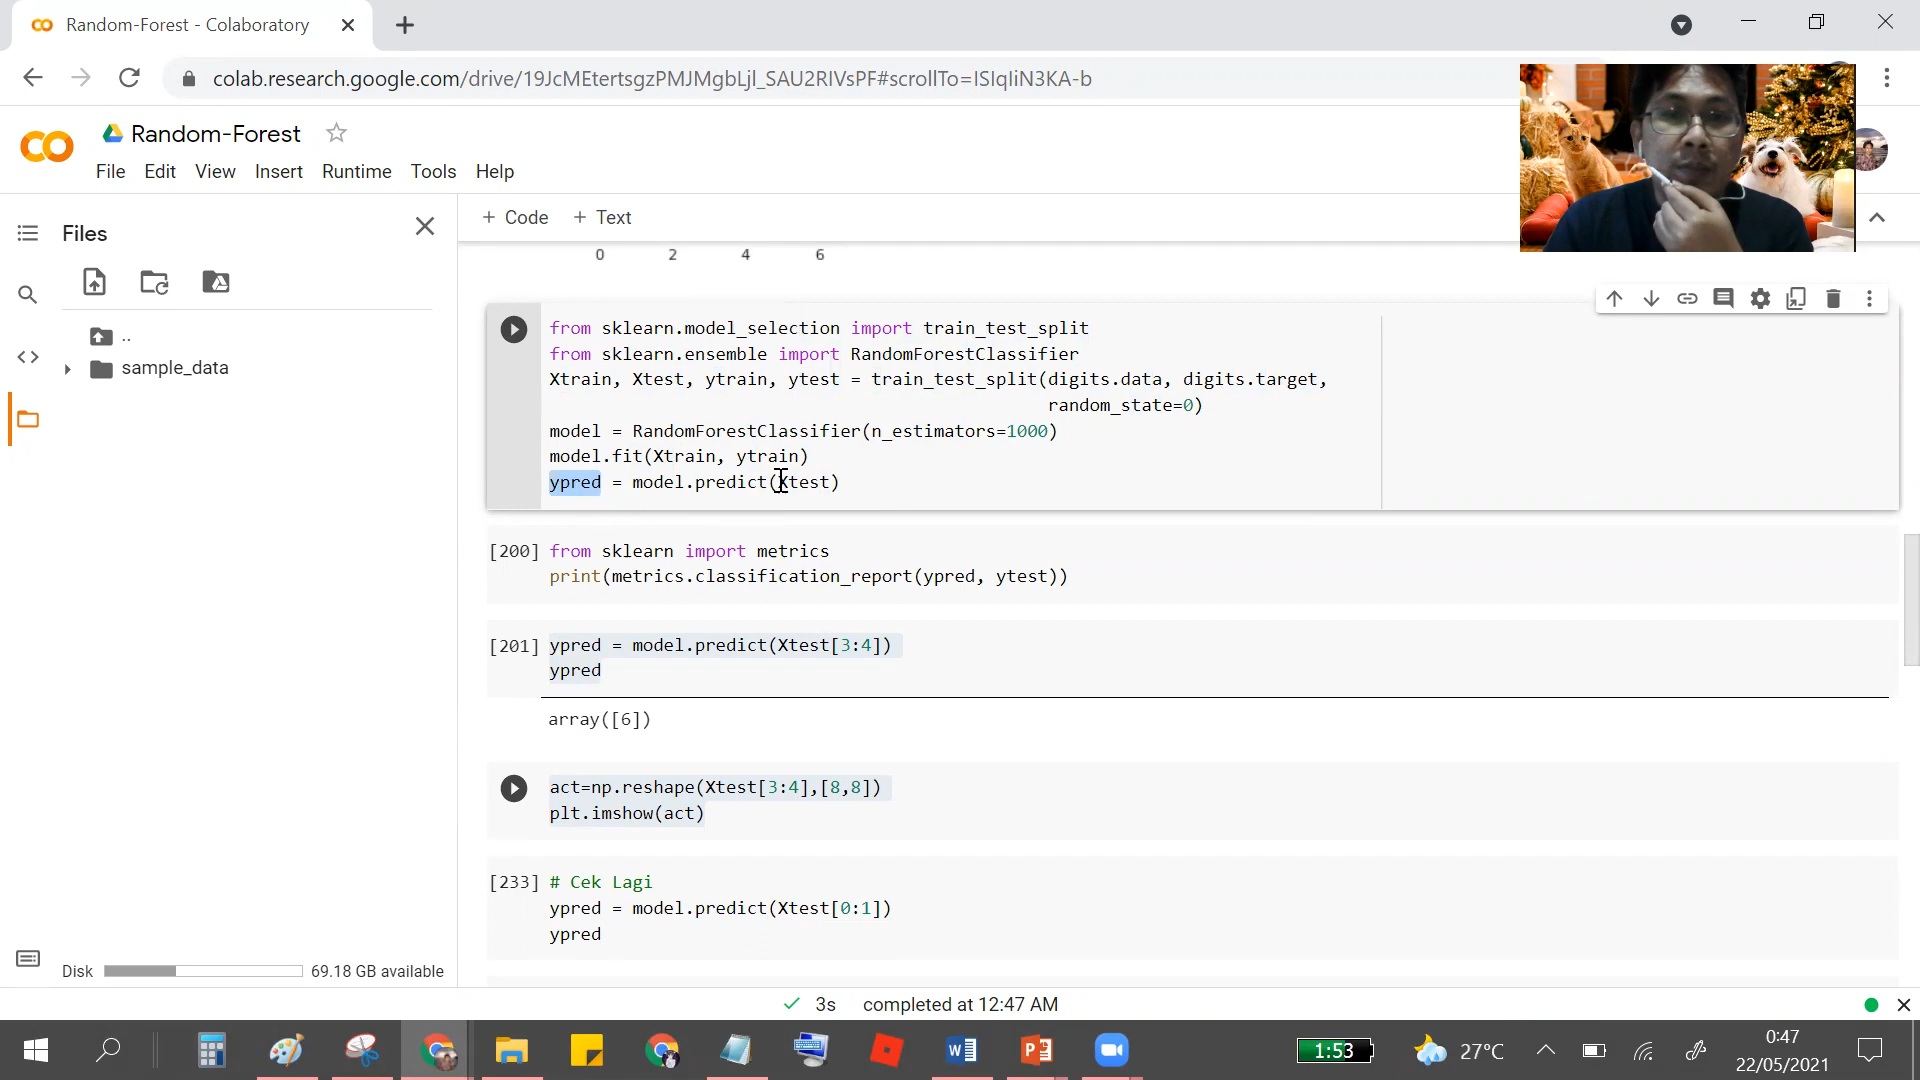 Random-Forest - Colaboratory
colab.research.google.com/drive/19JcMEtertsgzPMJMgbLjl_SAU2RIVsPF#scrollTo=ISIqIiN3KA-b
Random-Forest
File Edit View Insert Runtime Tools Help
Files
+ Code + Text
0 2 4 6
..
sample_data
from sklearn.model_selection import train_test_split
from sklearn.ensemble import RandomForestClassifier
Xtrain, Xtest, ytrain, ytest = train_test_split(digits.data, digits.target,
random_state=0)
model = RandomForestClassifier(n_estimators=1000)
model.fit(Xtrain, ytrain)
ypred = model.predict(Xtest)
[200] from sklearn import metrics
print(metrics.classification_report(ypred, ytest))
[201] ypred = model.predict(Xtest[3:4])
ypred
array([6])
act=np.reshape(Xtest[3:4],[8,8])
plt.imshow(act)
[233] # Cek Lagi
ypred = model.predict(Xtest[0:1])
ypred
Disk 69.18 GB available
3s completed at 12:47 AM
1:53 27°C 0:47
22/05/2021